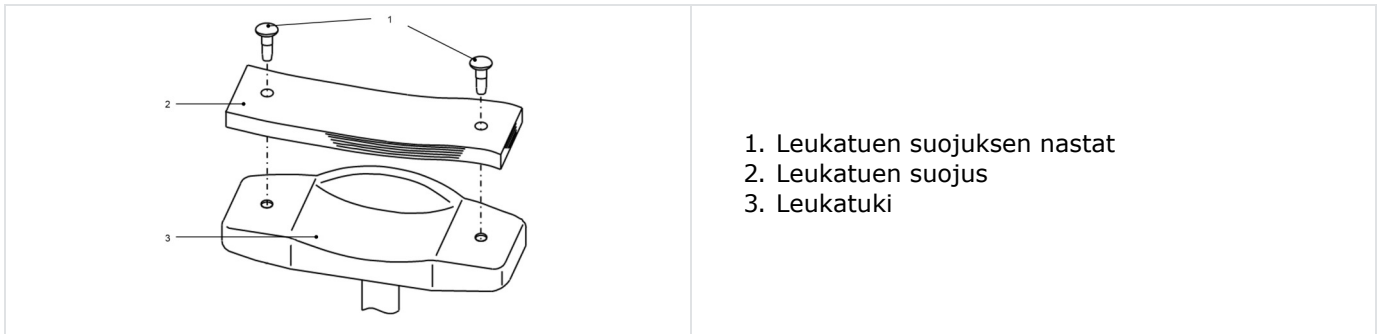 1
2
3
1. Leukatuen suojuksen nastat
2. Leukatuen suojus
3. Leukatuki